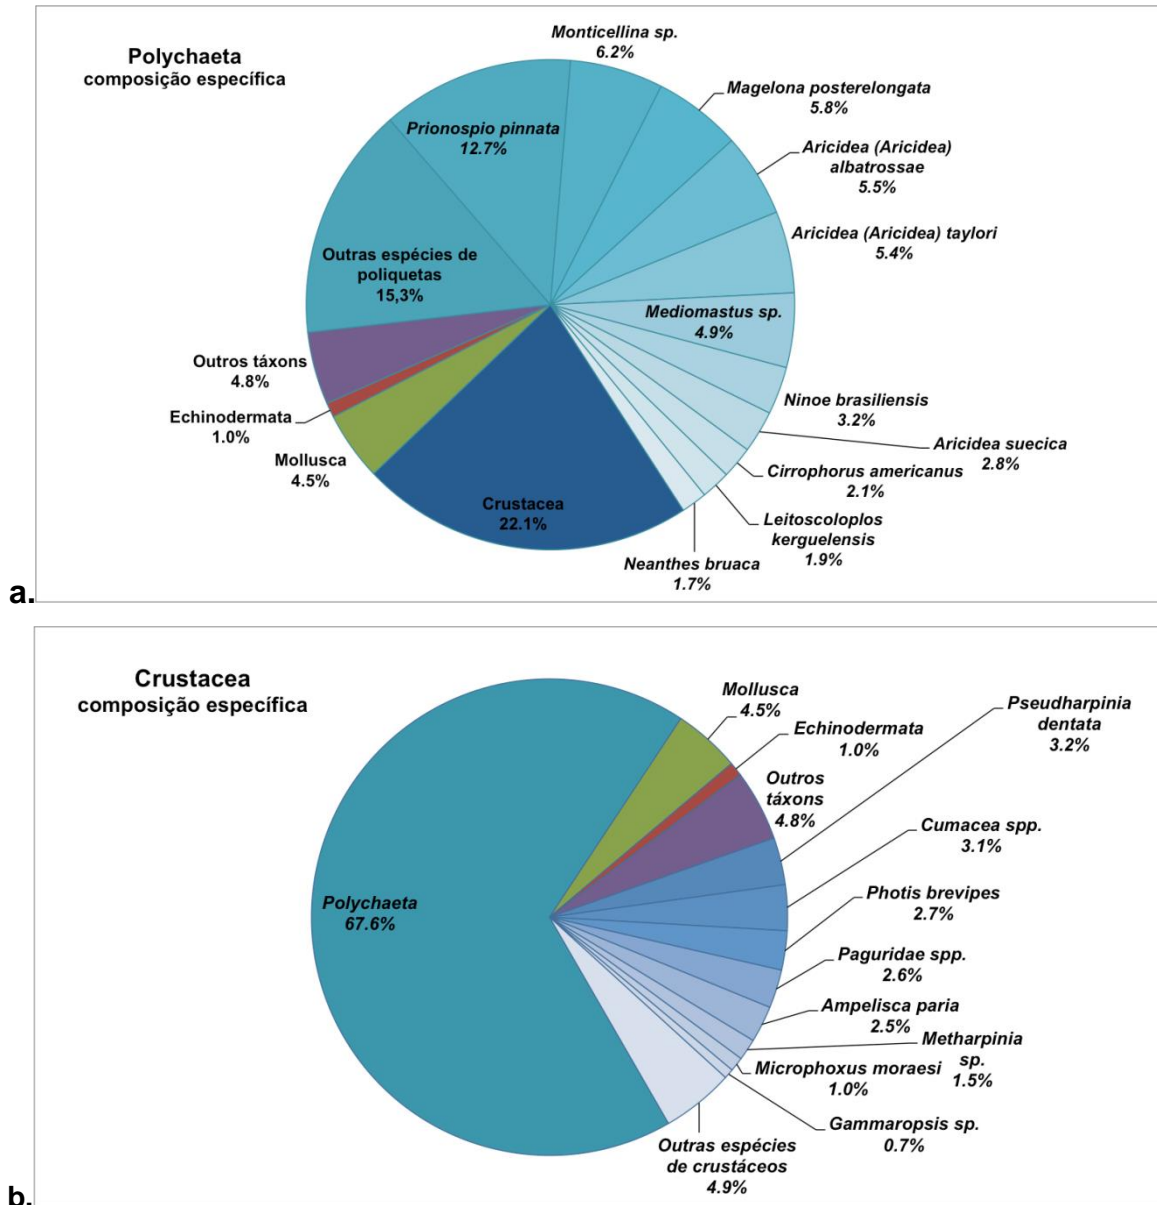 Polychaeta
composição específica
Monticellina sp.
6.2%
Magelona posterelongata
5.8%
Prionospio pinnata
12.7%
Aricidea (Aricidea)
albatrossae
5.5%
Aricidea (Aricidea) taylori
5.4%
Outras espécies de
poliquetas
15,3%
Mediomastus sp.
4.9%
Outros táxons
4.8%
Ninoe brasiliensis
3.2%
Echinodermata
1.0%
Aricidea suecica
2.8%
Mollusca
4.5%
Cirrophorus americanus
2.1%
Crustacea
22.1%
Leitoscoloplos
kerguelensis
1.9%
Neanthes bruaca
1.7%
a.
Crustacea
composição específica
Mollusca
4.5%
Echinodermata
1.0%
Pseudharpinia
dentata
3.2%
Outros
táxons
4.8%
Cumacea spp.
3.1%
Polychaeta
67.6%
Photis brevipes
2.7%
Paguridae spp.
2.6%
Ampelisca paria
2.5%
Metharpinia
sp.
1.5%
Microphoxus moraesi
1.0%
Gammaropsis sp.
0.7%
Outras espécies
de crustáceos
4.9%
b.